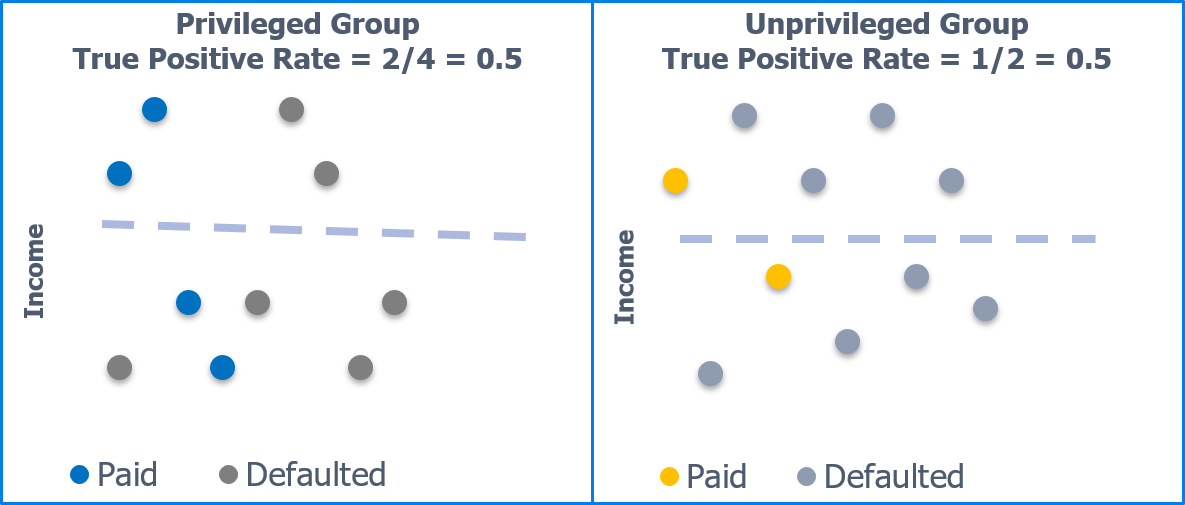 Privileged Group
True Positive Rate = 2/4 = 0.5
Income
Paid
Defaulted
Unprivileged Group
True Positive Rate = 1/2 = 0.5
Income
Paid
Defaulted